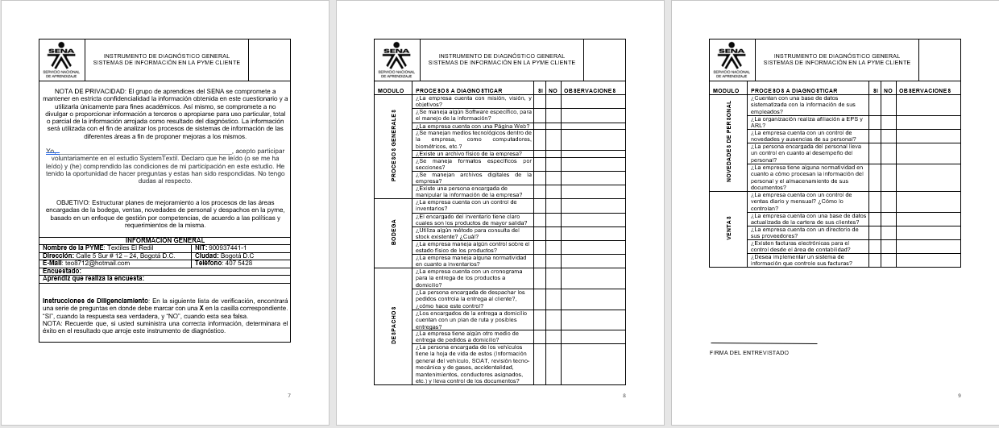 SENA
SERVICIO NACIONAL
DE APRENDIZAJE
INSTRUMENTO DE DIAGNÓSTICO GENERAL
SISTEMAS DE INFORMACIÓN EN LA PYME CLIENTE
NOTA DE PRIVACIDAD: El grupo de aprendices del SENA se compromete a
mantener en estricta confidencialidad la información obtenida en este cuestionario y a
utilizarla únicamente para fines académicos. Así mismo, se compromete a no
divulgar o proporcionar información a terceros o apropiarse para uso particular, total
o parcial de la información arrojada como resultado del diagnóstico. La información
será utilizada con el fin de analizar los procesos de sistemas de información de las
diferentes áreas a fin de proponer mejoras a los mismos.
Yo, , acepto participar
voluntariamente en el estudio SystemTextil. Declaro que he leído (o se me ha
leído) y (he) comprendido las condiciones de mi participación en este estudio. He
tenido la oportunidad de hacer preguntas y estas han sido respondidas. No tengo
dudas al respecto.
OBJETIVO: Estructurar planes de mejoramiento a los procesos de las áreas
encargadas de la bodega, ventas, novedades de personal y despachos en la pyme,
basado en un enfoque de gestión por competencias, de acuerdo a las políticas y
requerimientos de la misma.
INFORMACIÓN GENERAL
Nombre de la PYME: Textiles El Redil NIT: 900937441-1
Dirección: Calle 5 Sur # 12 – 24, Bogotá D.C. Ciudad: Bogotá D.C
E-Mail: teo8712@hotmail.com Teléfono: 407 5428
Encuestado:
Aprendiz que realiza la encuesta:
Instrucciones de Diligenciamiento: En la siguiente lista de verificación, encontrará
una serie de preguntas en donde debe marcar con una X en la casilla correspondiente.
"SI", cuando la respuesta sea verdadera, y "NO", cuando esta sea falsa.
NOTA: Recuerde que, si usted suministra una correcta información, determinara el
éxito en el resultado que arroje este instrumento de diagnóstico.
7
SENA
SERVICIO NACIONAL
DE APRENDIZAJE
INSTRUMENTO DE DIAGNÓSTICO GENERAL
SISTEMAS DE INFORMACIÓN EN LA PYME CLIENTE
MODULO PROCESOS A DIAGNOSTICAR SI NO OBSERVACIONES
PROCESOS GENERALES
¿La empresa cuenta con misión, visión, y
objetivos?
¿Se maneja algún Software específico, para
el manejo de la información?
¿La empresa cuenta con una Página Web?
¿Se manejan medios tecnológicos dentro de
la empresa, como computadores,
biométricos, etc.?
¿Existe un archivo físico de la empresa?
¿Se maneja formatos específicos por
secciones?
¿Se manejan archivos digitales de la
empresa?
¿Existe una persona encargada de
manipular la información de la empresa?
BODEGA
¿La empresa cuenta con un control de
inventarios?
¿El encargado del inventario tiene claro
cuales son los productos de mayor salida?
¿Utiliza algún método para consulta del
stock existente? ¿Cuál?
¿La empresa maneja algún control sobre el
estado físico de los productos?
¿La empresa maneja alguna normatividad
en cuanto a inventarios?
DESPACHOS
¿La empresa cuenta con un cronograma
para la entrega de los productos a
domicilio?
¿La persona encargada de despachar los
pedidos controla la entrega al cliente?,
¿cómo hace este control?
¿Los encargados de la entrega a domicilio
cuentan con un plan de ruta y posibles
entregas?
¿La empresa tiene algún otro medio de
entrega de pedidos a domicilio?
¿La persona encargada de los vehículos
tiene la hoja de vida de estos (Información
general del vehículo, SOAT, revisión tecno-
mecánica y de gases, accidentalidad,
mantenimientos, conductores asignados,
etc.) y lleva control de los documentos?
8
SENA
SERVICIO NACIONAL
DE APRENDIZAJE
INSTRUMENTO DE DIAGNÓSTICO GENERAL
SISTEMAS DE INFORMACIÓN EN LA PYME CLIENTE
MODULO PROCESOS A DIAGNOSTICAR SI NO OBSERVACIONES
NOVEDADES DE PERSONAL
¿Cuentan con una base de datos
sistematizada con la información de sus
empleados?
¿La organización realiza afiliación a EPS y
ARL?
¿La empresa cuenta con un control de
novedades y ausencias de su personal?
¿La persona encargada del personal lleva
un control en cuanto al desempeño del
personal?
¿La empresa tiene alguna normatividad en
cuanto a cómo procesan la información del
personal y el almacenamiento de sus
documentos?
VENTAS
¿La empresa cuenta con un control de
ventas diario y mensual? ¿Cómo lo
controlan?
¿La empresa cuenta con una base de datos
actualizada de la cartera de sus clientes?
¿La empresa cuenta con un directorio de
sus proveedores?
¿Existen facturas electrónicas para el
control desde el área de contabilidad?
¿Desea implementar un sistema de
información que controle sus facturas?
FIRMA DEL ENTREVISTADO
9